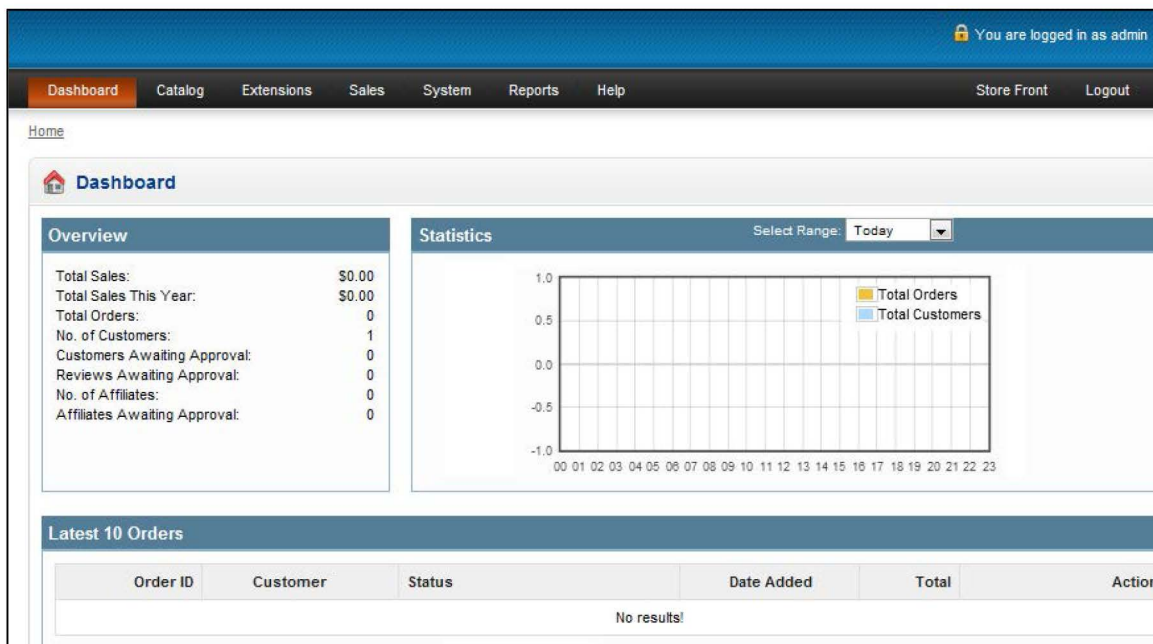 You are logged in as admin
Dashboard Catalog Extensions Sales System Reports Help Store Front Logout
Home
Dashboard
Overview
Total Sales: $0.00
Total Sales This Year: $0.00
Total Orders: 0
No. of Customers: 1
Customers Awaiting Approval: 0
Reviews Awaiting Approval: 0
No. of Affiliates: 0
Affiliates Awaiting Approval: 0
Statistics Select Range: Today
1.0
0.5
0.0
-0.5
-1.0
Total Orders
Total Customers
00 01 02 03 04 05 06 07 08 09 10 11 12 13 14 15 16 17 18 19 20 21 22 23
Latest 10 Orders
Order ID Customer Status Date Added Total Action
No results!